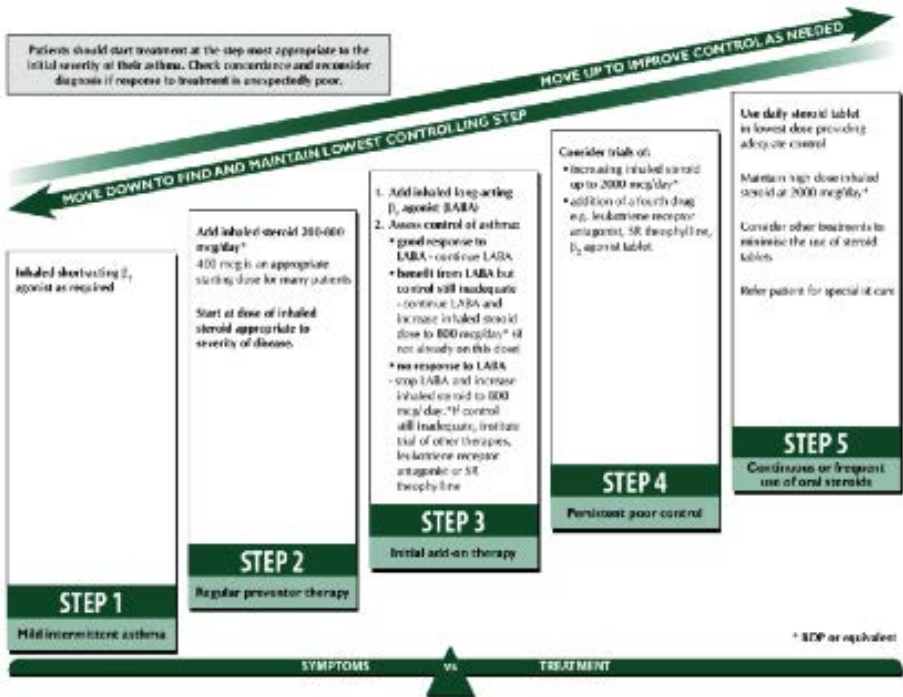 Patients should start treatment at the step most appropriate to the
initial severity of their asthma. Check concordance and reconsider
diagnosis if response to treatment is unexpectedly poor.
MOVE UP TO IMPROVE CONTROL AS NEEDED
MOVE DOWN TO FIND AND MAINTAIN LOWEST CONTROLLING STEP
Inhaled short-acting β₂
agonist as required
STEP 1
Mild intermittent asthma
Add inhaled steroid 200-800
mcg/day*
400 mcg is an appropriate
starting dose for many patients
Start at dose of inhaled
steroid appropriate to
severity of disease.
STEP 2
Regular preventer therapy
1. Add inhaled long-acting
β₂ agonist (LABA)
2. Assess control of asthma:
• good response to
LABA - continue LABA
• benefit from LABA but
control still inadequate
- continue LABA and
increase inhaled steroid
dose to 800 mcg/day* (if
not already on this dose)
• no response to LABA
- stop LABA and increase
inhaled steroid to 800
mcg/ day.*If control
still inadequate, institute
trial of other therapies,
leukotriene receptor
antagonist or SR
theophylline
STEP 3
Initial add-on therapy
Consider trials of:
• increasing inhaled steroid
up to 2000 mcg/day*
• addition of a fourth drug
e.g. leukotriene receptor
antagonist, SR theophylline,
β₂ agonist tablet
STEP 4
Persistent poor control
Use daily steroid tablet
in lowest dose providing
adequate control
Maintain high dose inhaled
steroid at 2000 mcg/day*
Consider other treatments to
minimise the use of steroid
tablets
Refer patient for specialist care
STEP 5
Continuous or frequent
use of oral steroids
* BDP or equivalent
SYMPTOMS vs TREATMENT